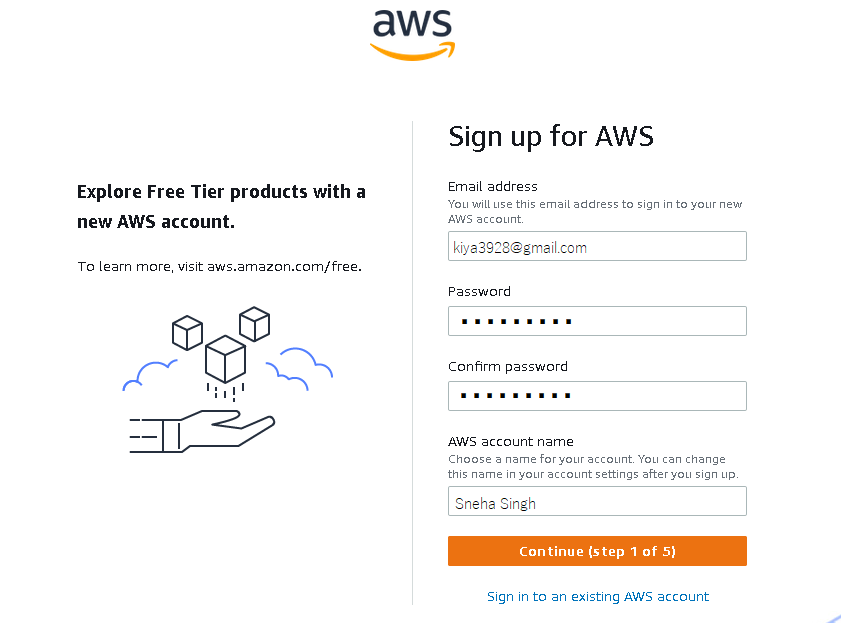 aws
Explore Free Tier products with a
new AWS account.
To learn more, visit aws.amazon.com/free.
Sign up for AWS
Email address
You will use this email address to sign in to your new
AWS account.
kiya3928@gmail.com
Password
Confirm password
AWS account name
Choose a name for your account. You can change
this name in your account settings after you sign up.
Sneha Singh
Continue (step 1 of 5)
Sign in to an existing AWS account